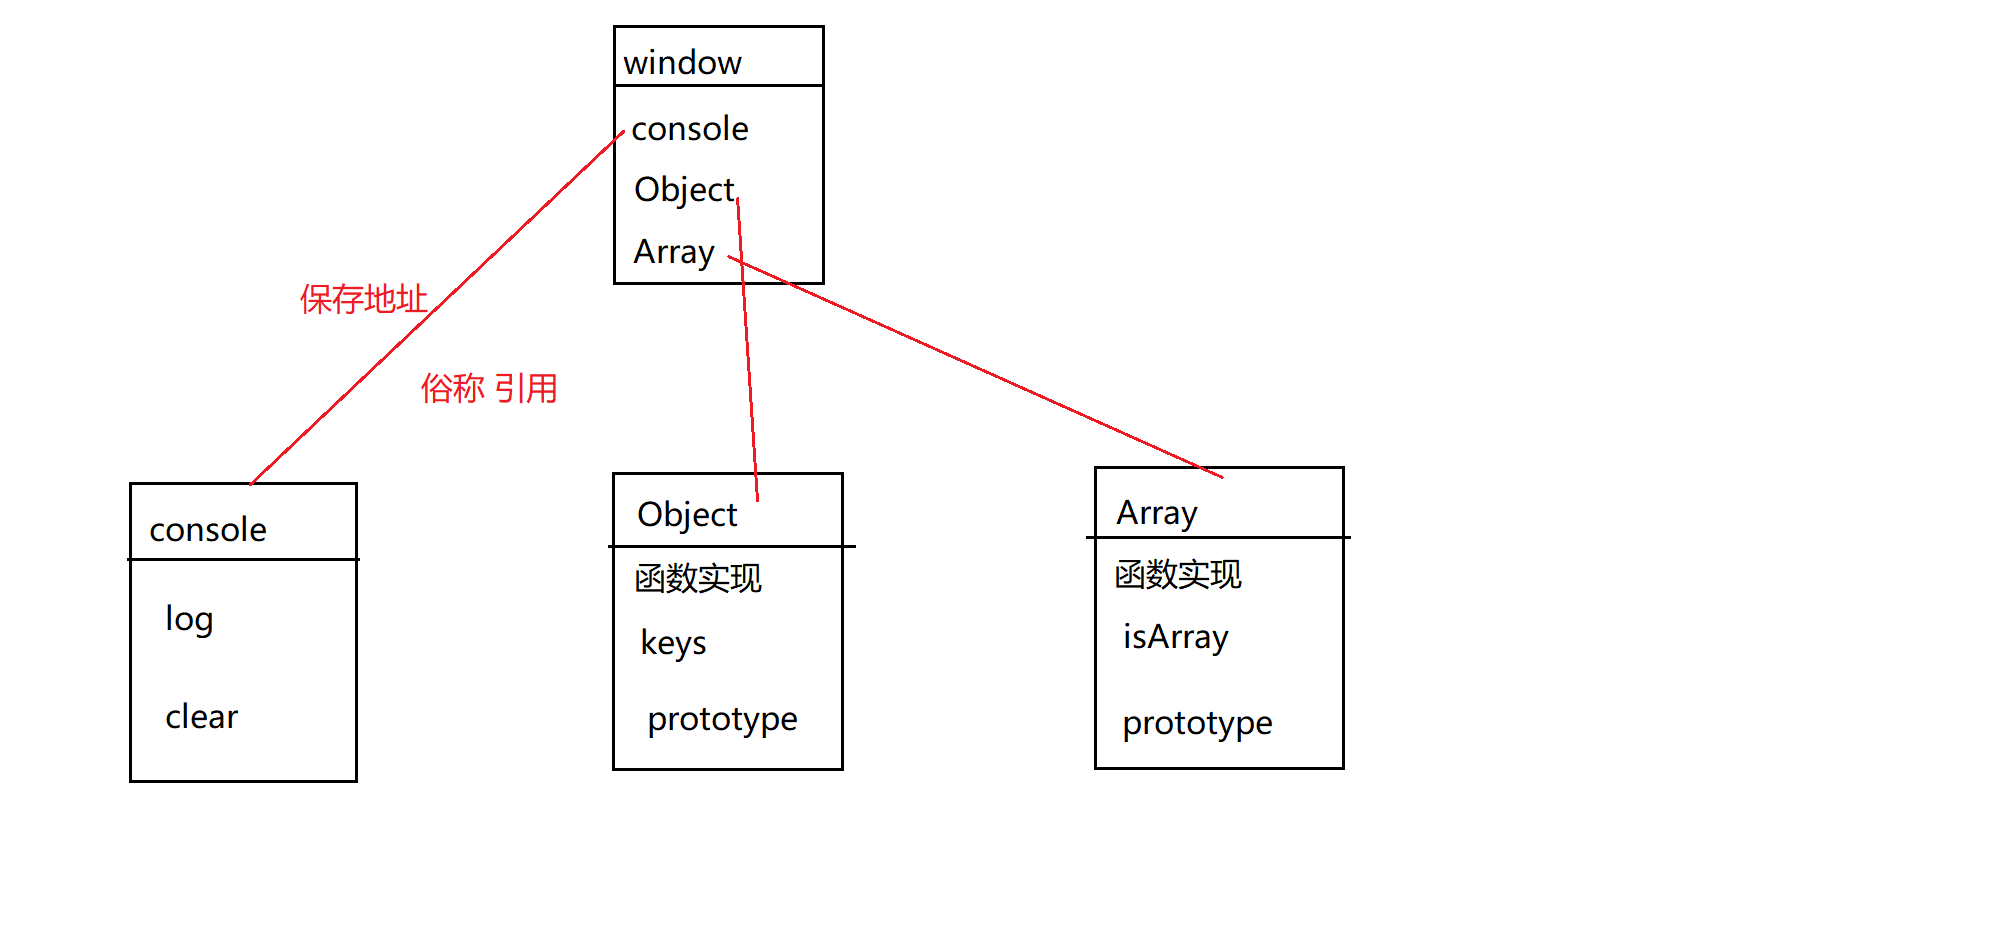 window
console
Object
Array
保存地址
俗称 引用
console
log
clear
Object
函数实现
keys
prototype
Array
函数实现
isArray
prototype